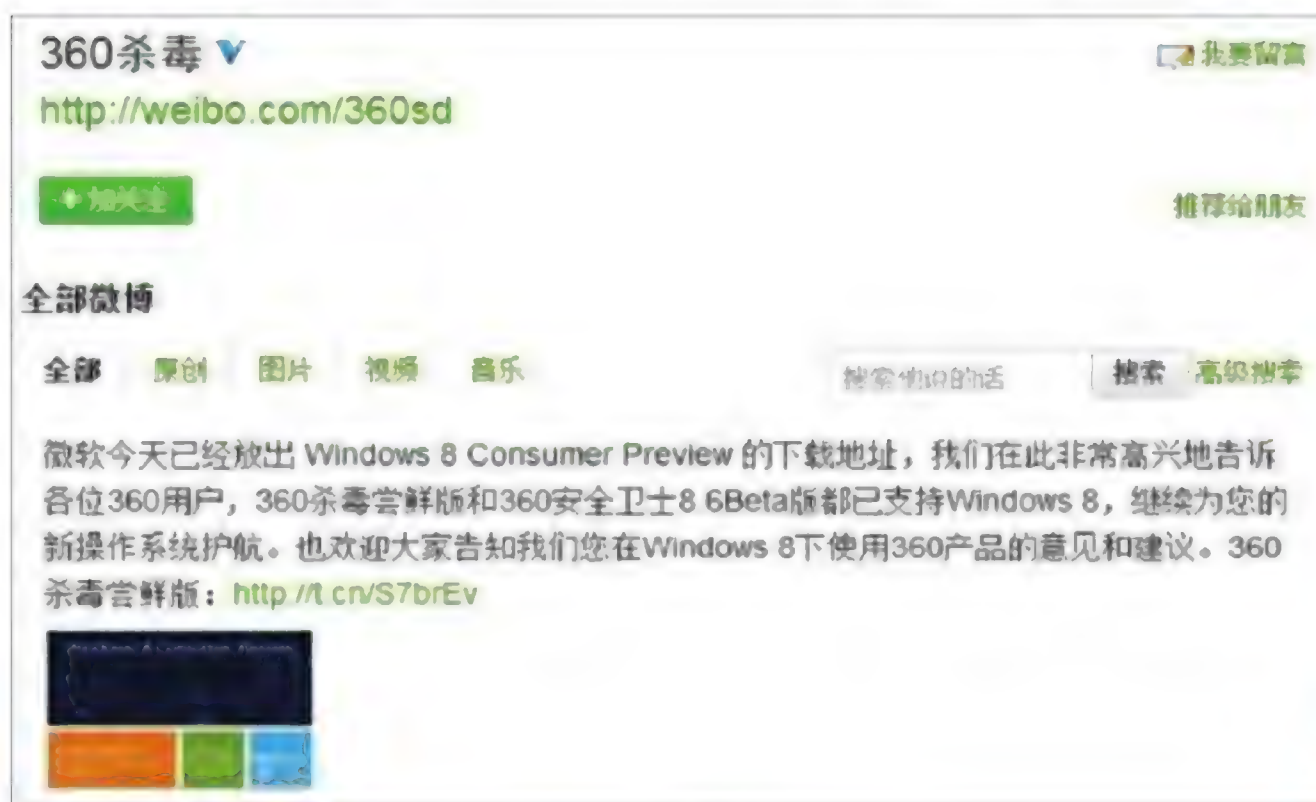 360杀毒
我要留言
http://weibo.com/360sd
加关注
推荐给朋友
全部微博
全部 原创 图片 视频 音乐 搜索他说的话 搜索 高级搜索
微软今天已经放出 Windows 8 Consumer Preview 的下载地址，我们在此非常高兴地告诉
各位360用户，360杀毒尝鲜版和360安全卫士8 6Beta版都已支持Windows 8，继续为您的
新操作系统护航。也欢迎大家告知我们您在Windows 8下使用360产品的意见和建议。360
杀毒尝鲜版：http //t cn/S7brEv